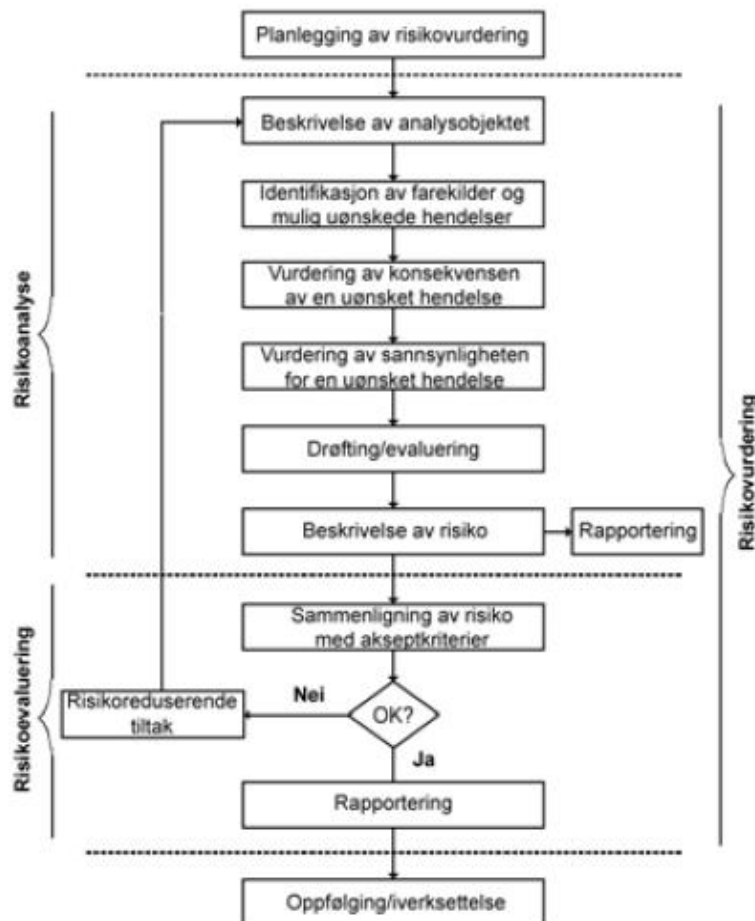 Planlegging av risikovurdering
Beskrivelse av analysobjektet
Identifikasjon av farekilder og
mulig uønskede hendelser
Vurdering av konsekvensen
av en uønsket hendelse
Vurdering av sannsynligheten
for en uønsket hendelse
Drøfting/evaluering
Beskrivelse av risiko
Rapportering
Risikoanalyse
Risikovurdering
Sammenligning av risiko
med akseptkriterier
Risikoreduserende
tiltak
Nei
OK?
Ja
Rapportering
Risikoevaluering
Oppfølging/iverksettelse